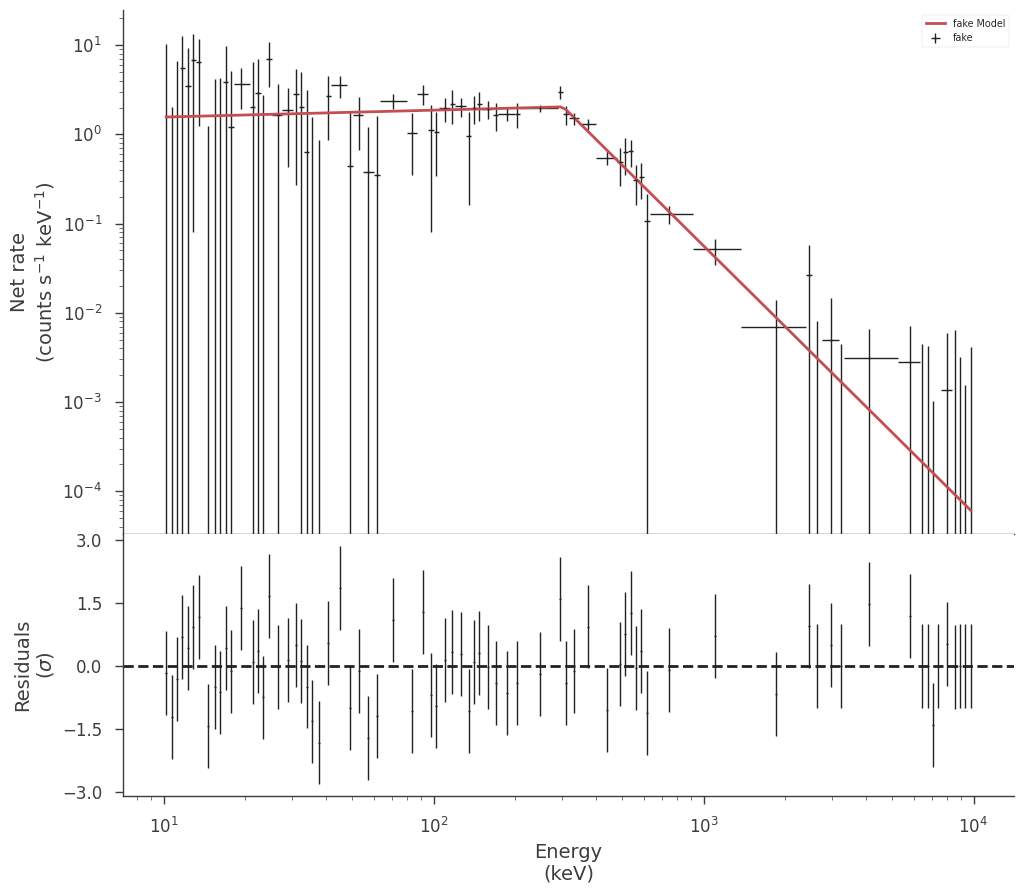 fake Model
fake
Net rate
(counts s⁻¹ keV⁻¹)
10¹
10⁰
10⁻¹
10⁻²
10⁻³
10⁻⁴
Residuals
(σ)
3.0
1.5
0.0
−1.5
−3.0
10¹ 10² 10³ 10⁴
Energy
(keV)